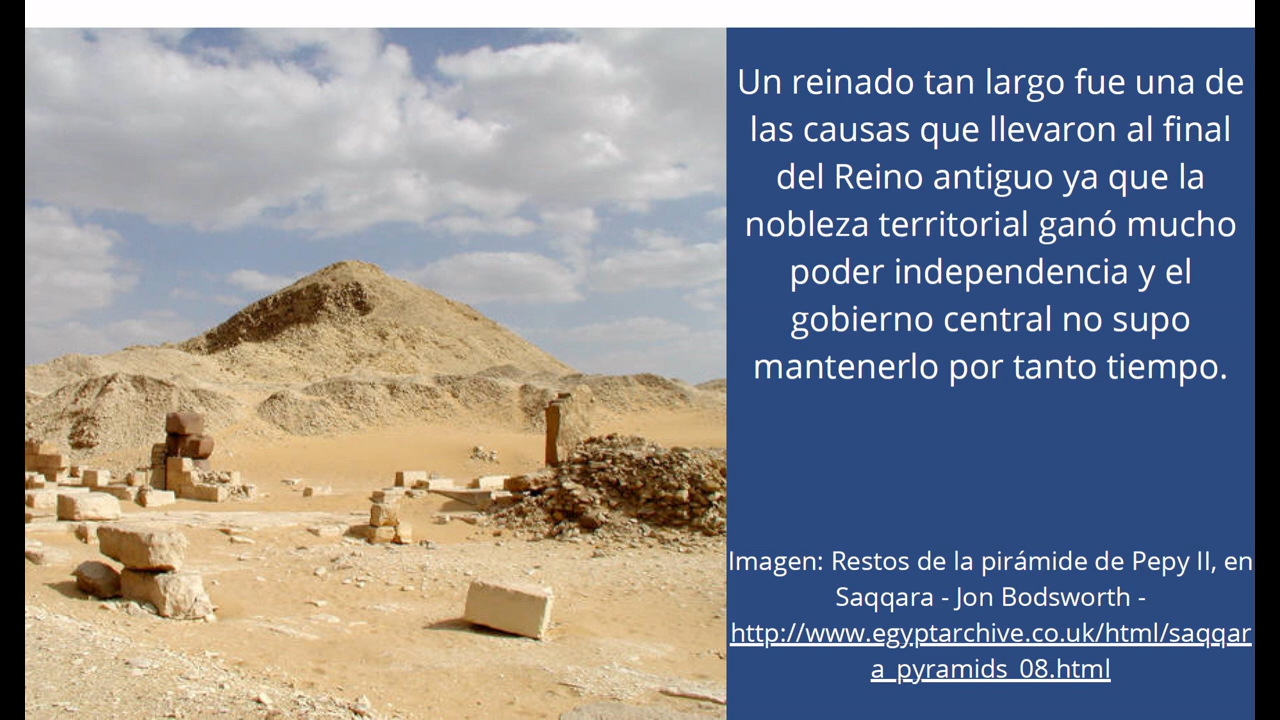 Un reinado tan largo fue una de
las causas que llevaron al final
del Reino antiguo ya que la
nobleza territorial ganó mucho
poder independencia y el
gobierno central no supo
mantenerlo por tanto tiempo.
Imagen: Restos de la pirámide de Pepy II, en
Saqqara - Jon Bodsworth -
http://www.egyptarchive.co.uk/html/saqqar
a_pyramids_08.html